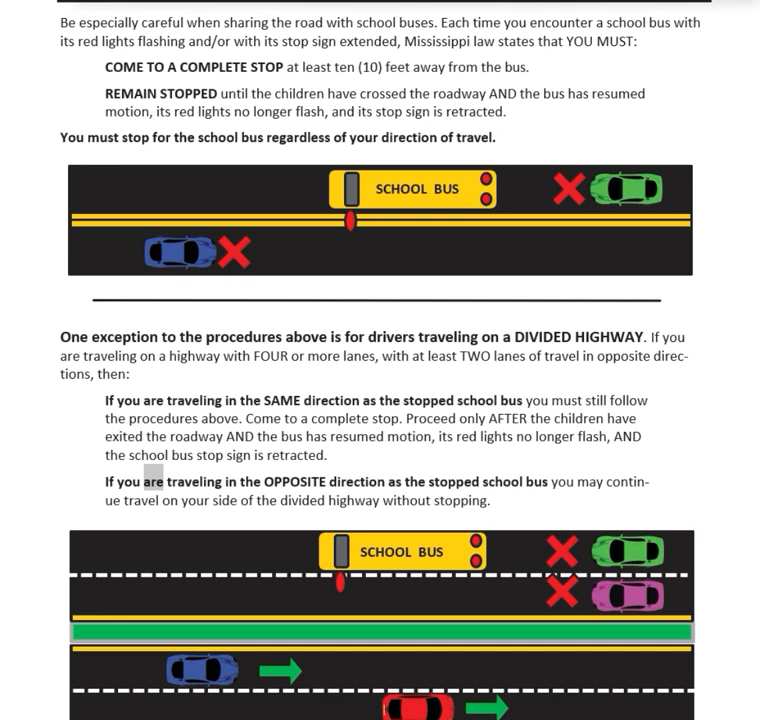 Be especially careful when sharing the road with school buses. Each time you encounter a school bus with
its red lights flashing and/or with its stop sign extended, Mississippi law states that YOU MUST:
COME TO A COMPLETE STOP at least ten (10) feet away from the bus.
REMAIN STOPPED until the children have crossed the roadway AND the bus has resumed
motion, its red lights no longer flash, and its stop sign is retracted.
You must stop for the school bus regardless of your direction of travel.
SCHOOL BUS
One exception to the procedures above is for drivers traveling on a DIVIDED HIGHWAY. If you
are traveling on a highway with FOUR or more lanes, with at least TWO lanes of travel in opposite direc-
tions, then:
If you are traveling in the SAME direction as the stopped school bus you must still follow
the procedures above. Come to a complete stop. Proceed only AFTER the children have
exited the roadway AND the bus has resumed motion, its red lights no longer flash, AND
the school bus stop sign is retracted.
If you are traveling in the OPPOSITE direction as the stopped school bus you may contin-
ue travel on your side of the divided highway without stopping.
SCHOOL BUS